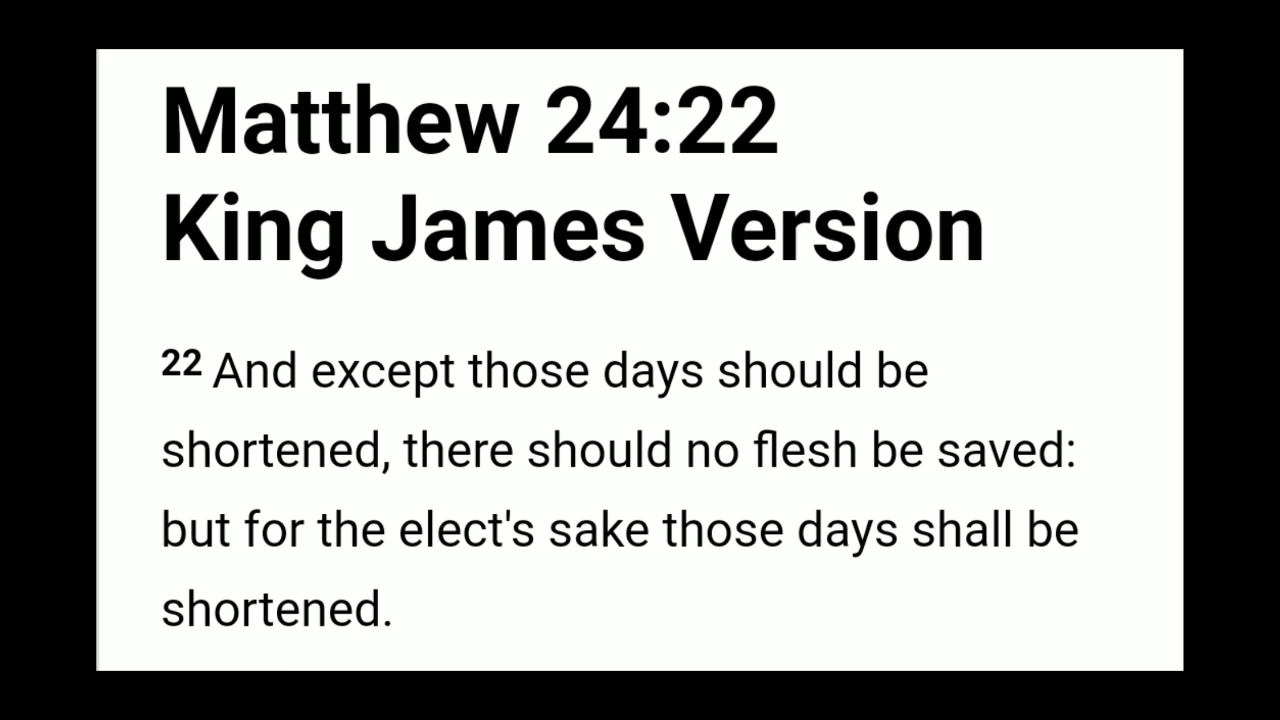 Matthew 24:22
King James Version
22 And except those days should be
shortened, there should no flesh be saved:
but for the elect's sake those days shall be
shortened.